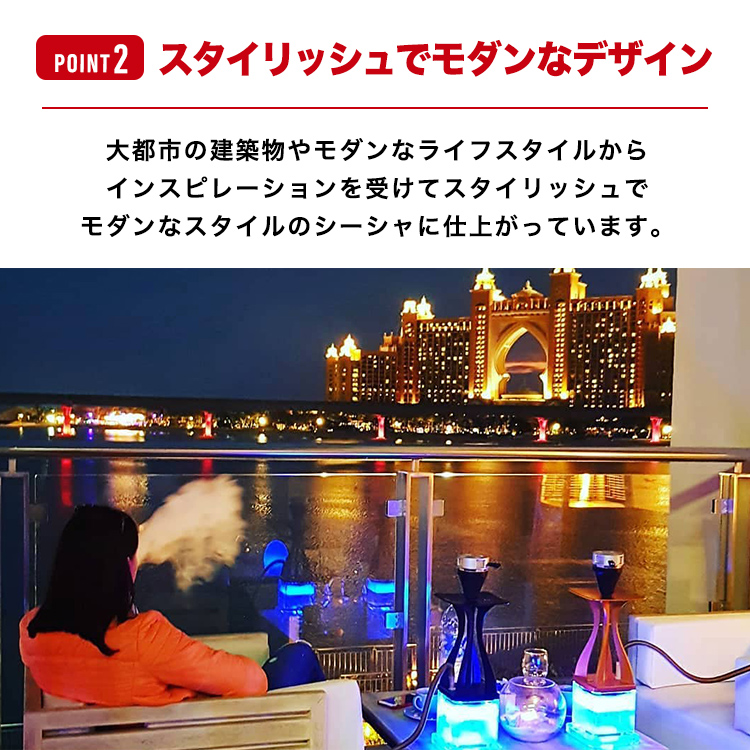 POINT2 スタイリッシュでモダンなデザイン
大都市の建築物やモダンなライフスタイルから
インスピレーションを受けてスタイリッシュで
モダンなスタイルのシーシャに仕上がっています。